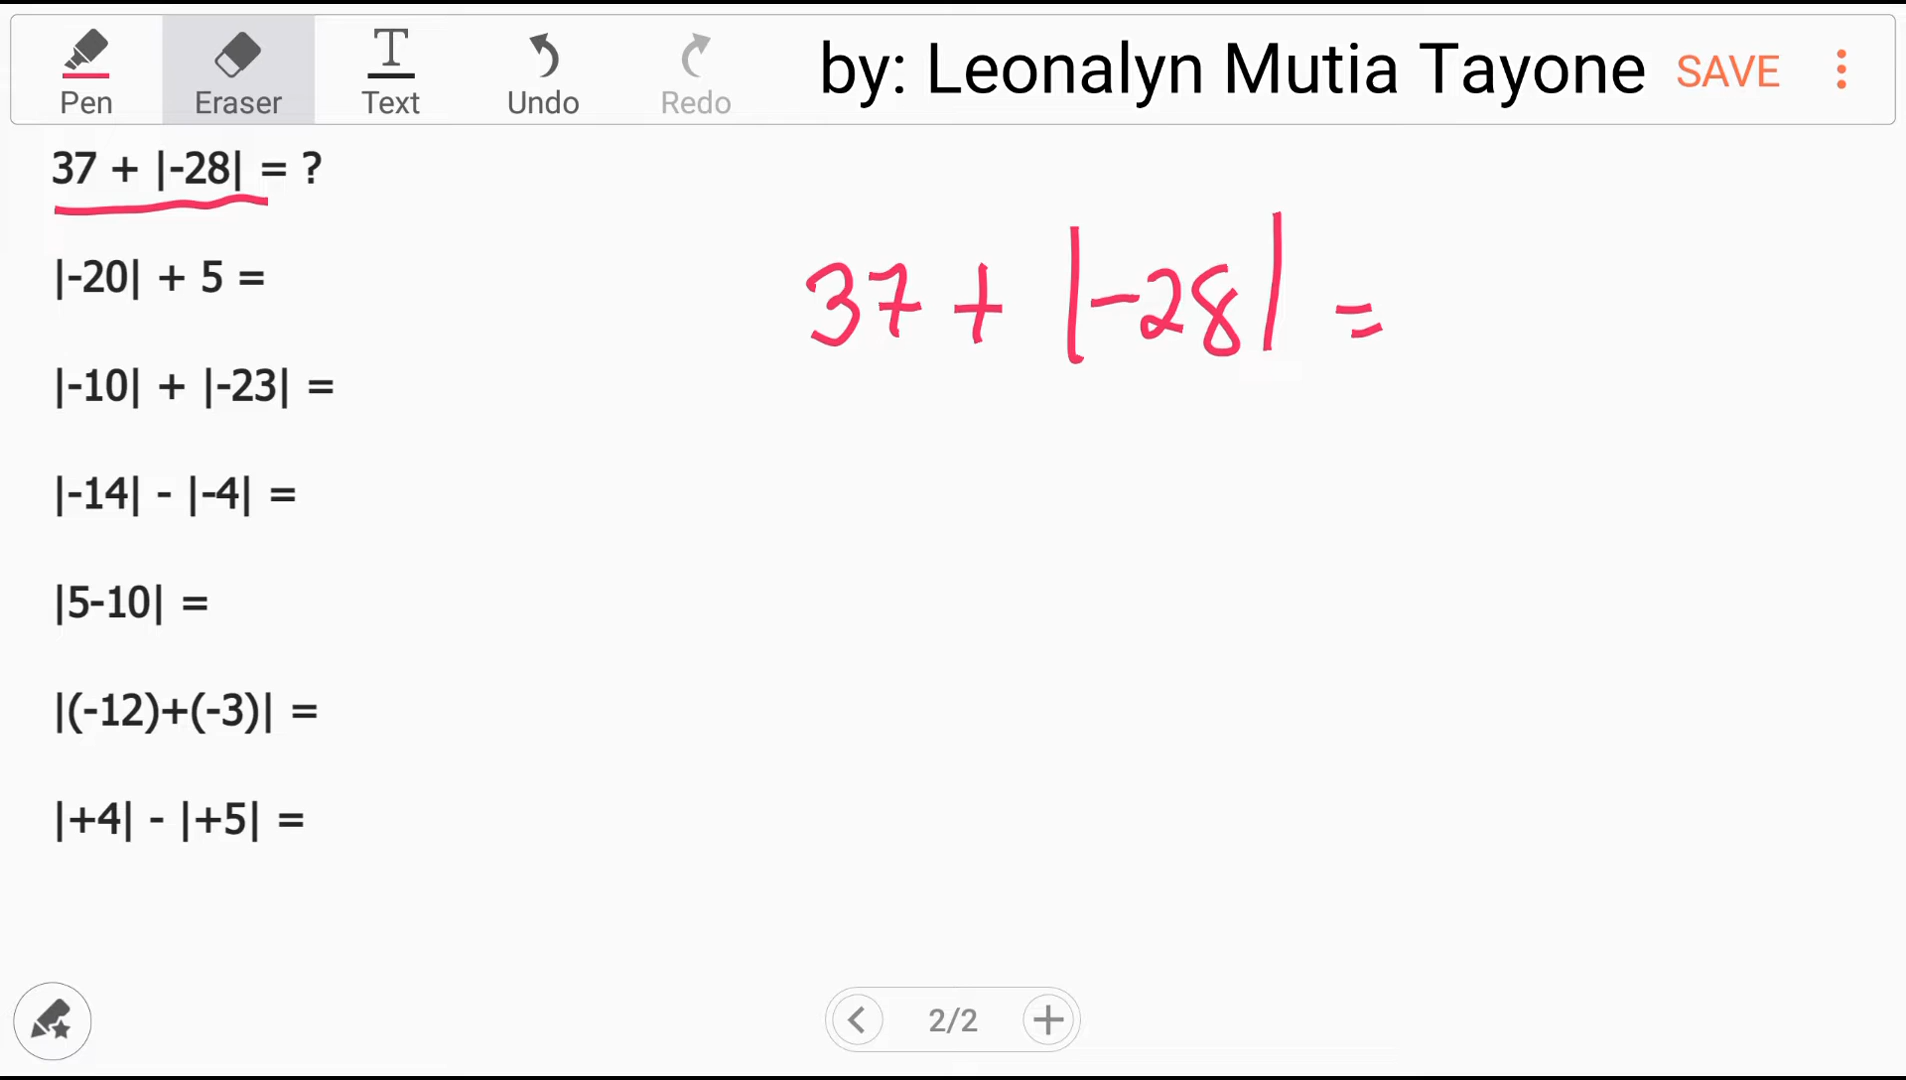 Pen
Eraser
Text
Undo
Redo
by: Leonalyn Mutia Tayone
SAVE
37 + |-28| = ?
37 + |-28| =
|-20| + 5 =
|-10| + |-23| =
|-14| - |-4| =
|5-10| =
|(-12)+(-3)| =
|+4| - |+5| =
2/2